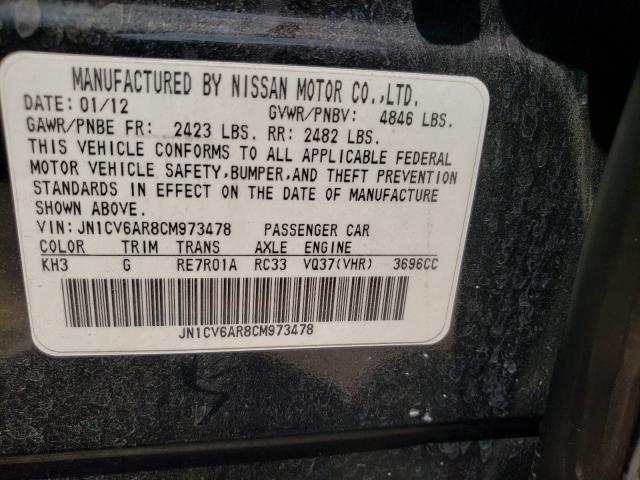 MANUFACTURED BY NISSAN MOTOR CO.,LTD.
DATE: 01/12 GVWR/PNBV: 4846 LBS.
GAWR/PNBE FR: 2423 LBS. RR: 2482 LBS.
THIS VEHICLE CONFORMS TO ALL APPLICABLE FEDERAL
MOTOR VEHICLE SAFETY,BUMPER,AND THEFT PREVENTION
STANDARDS IN EFFECT ON THE DATE OF MANUFACTURE
SHOWN ABOVE.
VIN: JN1CV6AR8CM973478 PASSENGER CAR
COLOR TRIM TRANS AXLE ENGINE
KH3 G RE7R01A RC33 VQ37(VHR) 3696CC
JN1CV6AR8CM973478